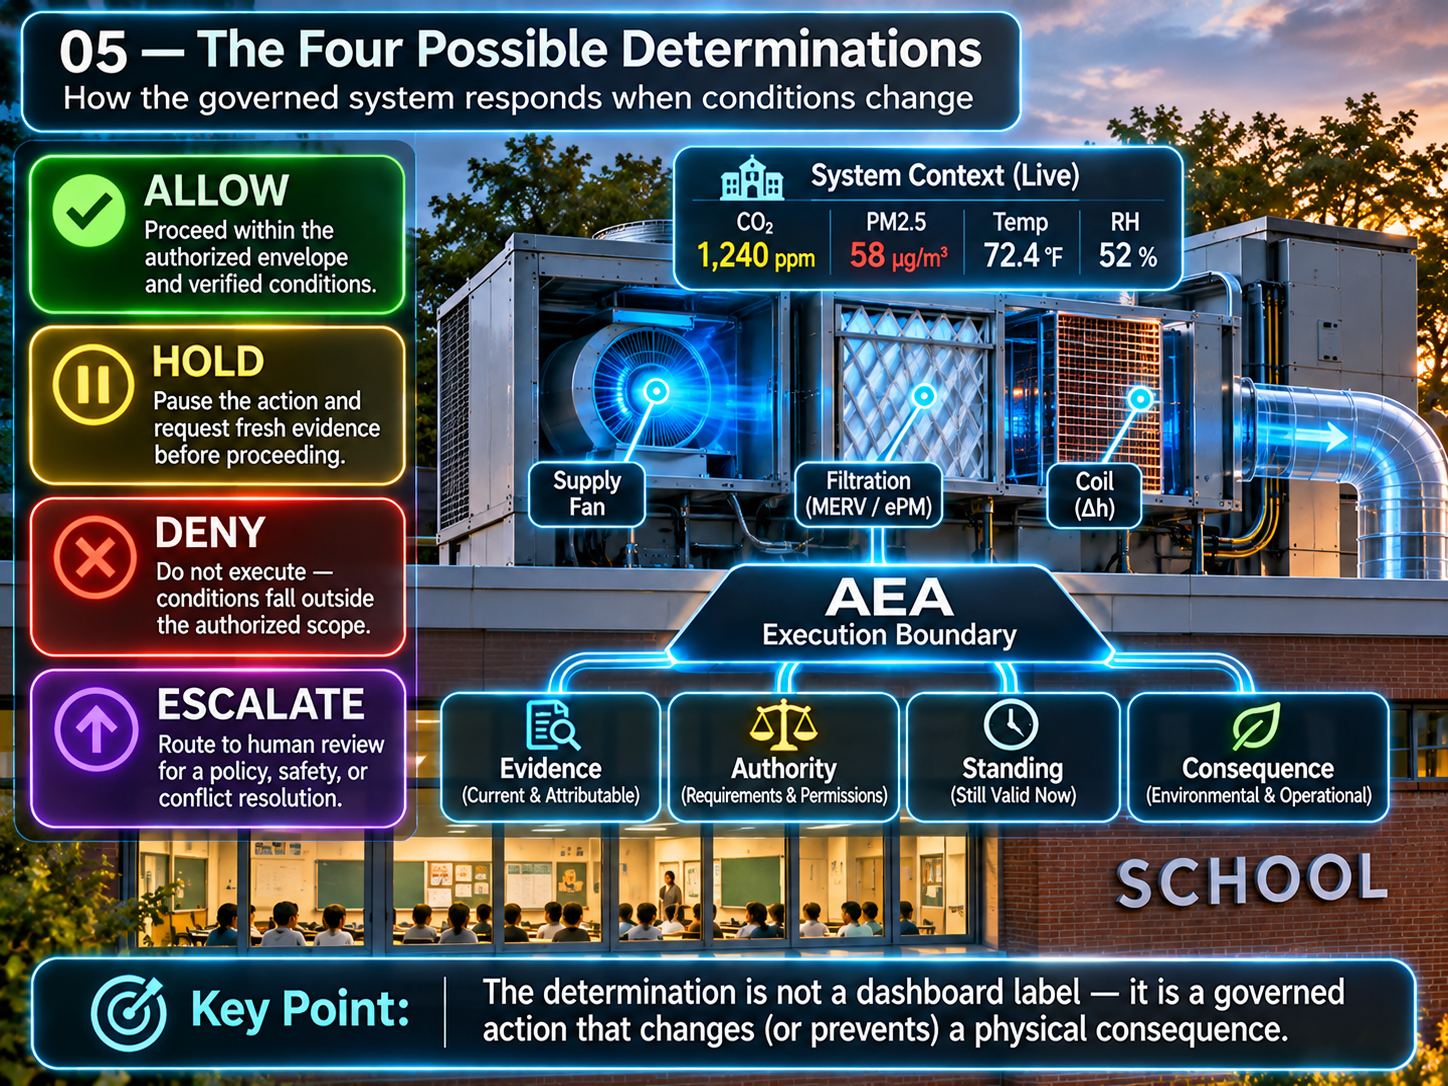 05 — The Four Possible Determinations
How the governed system responds when conditions change
ALLOW
Proceed within the
authorized envelope
and verified conditions.
HOLD
Pause the action and
request fresh evidence
before proceeding.
DENY
Do not execute —
conditions fall outside
the authorized scope.
ESCALATE
Route to human review
for a policy, safety, or
conflict resolution.
System Context (Live)
CO₂
1,240 ppm
PM2.5
58 µg/m³
Temp
72.4 °F
RH
52 %
Supply
Fan
Filtration
(MERV / ePM)
Coil
(Δh)
AEA
Execution Boundary
Evidence
(Current & Attributable)
Authority
(Requirements & Permissions)
Standing
(Still Valid Now)
Consequence
(Environmental & Operational)
SCHOOL
Key Point:
The determination is not a dashboard label — it is a governed
action that changes (or prevents) a physical consequence.